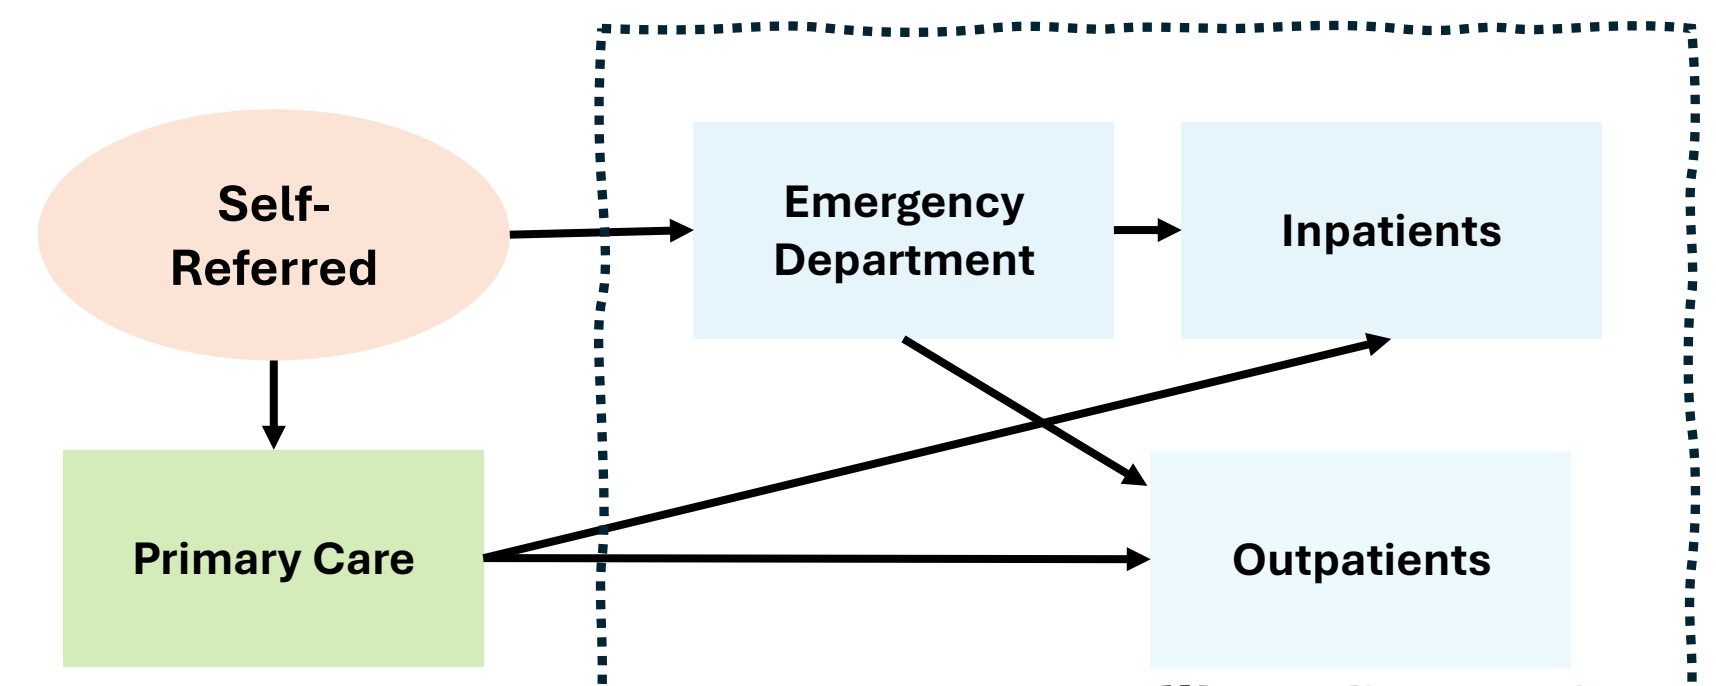 Self-
Referred
Emergency
Department
Inpatients
Primary Care
Outpatients